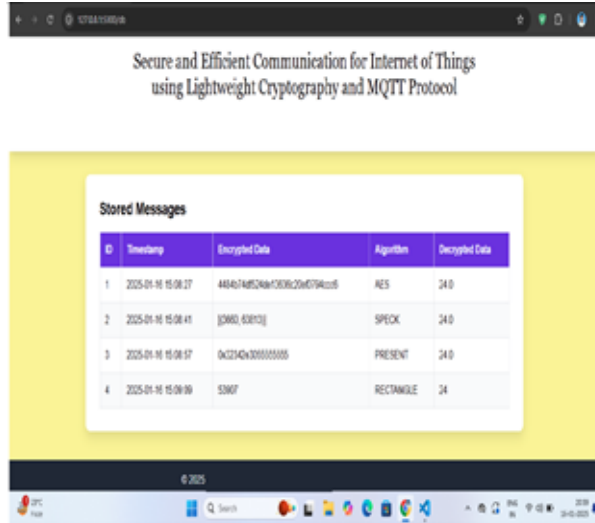 Secure and Efficient Communication for Internet of Things
using Lightweight Cryptography and MQTT Protocol
Stored Messages
ID Timestamp Encrypted Data Algorithm Decrypted Data
1 2025-01-16 15:08:27 AES 24.0
2 2025-01-16 15:08:41 SPECK 24.0
3 2025-01-16 15:08:57 PRESENT 24.0
4 2025-01-16 15:09:09 53907 RECTANGLE 24
© 2025
Search